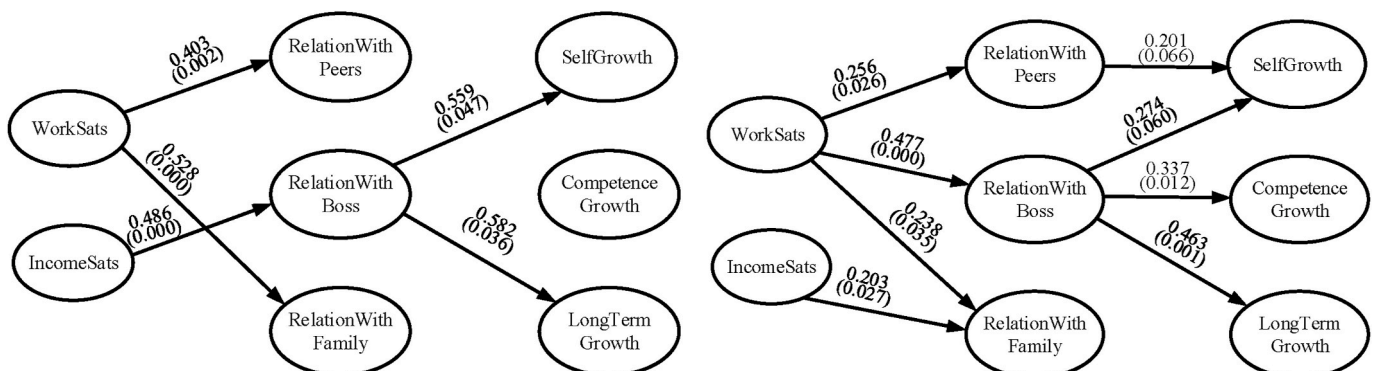 0.403
(0.002)
RelationWith
Peers
SelfGrowth
0.559
(0.047)
WorkSats
0.528
(0.000)
RelationWith
Boss
Competence
Growth
0.486
(0.000)
0.582
(0.036)
IncomeSats
RelationWith
Family
LongTerm
Growth
0.256
(0.026)
RelationWith
Peers
0.201
(0.066)
SelfGrowth
0.274
(0.060)
WorkSats
0.477
(0.000)
RelationWith
Boss
0.337
(0.012)
Competence
Growth
0.238
(0.035)
0.463
(0.001)
IncomeSats
0.203
(0.027)
RelationWith
Family
LongTerm
Growth